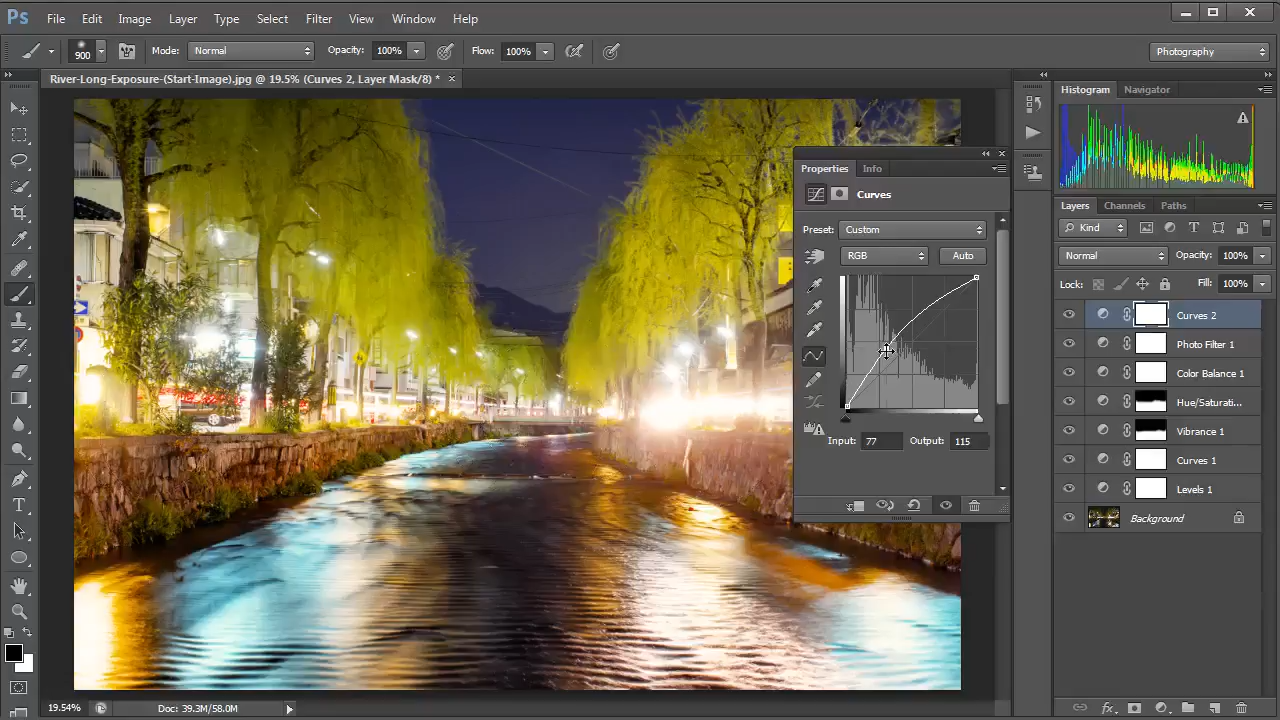 Ps File Edit Image Layer Type Select Filter View Window Help
900 Mode: Normal Opacity: 100% Flow: 100% Photography
River-Long-Exposure-(Start-Image).jpg @ 19.5% (Curves 2, Layer Mask/8) *
Histogram Navigator
Properties Info
Curves
Preset: Custom
RGB Auto
Input: 77 Output: 115
Layers Channels Paths
Kind
Normal Opacity: 100%
Lock: Fill: 100%
Curves 2
Photo Filter 1
Color Balance 1
Hue/Saturati...
Vibrance 1
Curves 1
Levels 1
Background
fx
19.54% Doc: 39.3M/58.0M